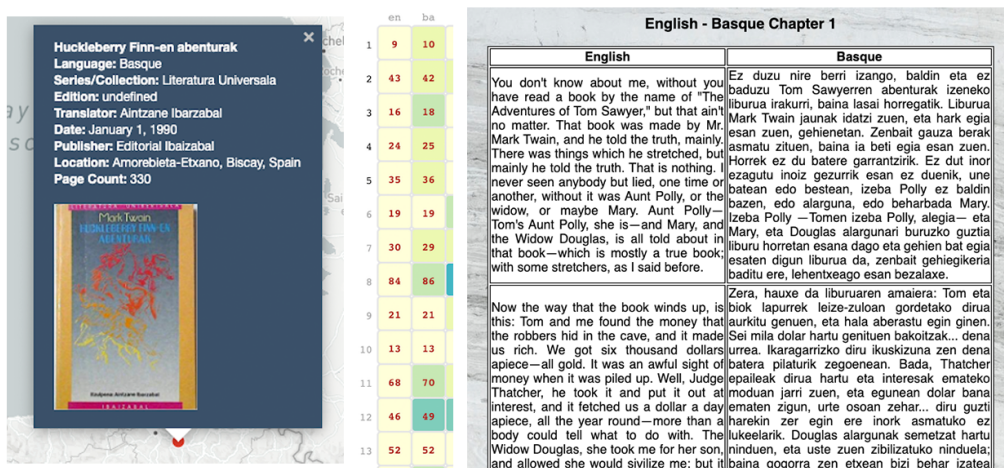 Huckleberry Finn-en abenturak
Language: Basque
Series/Collection: Literatura Universala
Edition: undefined
Translator: Aintzane Ibarzabal
Date: January 1, 1990
Publisher: Editorial Ibaizabal
Location: Amorebieta-Etxano, Biscay, Spain
Page Count: 330
Mark Twain
HUCKLEBERRY FINN-EN
ABENTURAK
IBAIZABAL
en ba
1 9 10
2 43 42
3 16 18
4 24 25
5 35 36
6 19 19
7 30 29
8 84 86
9 21 21
10 13 13
11 68 70
12 46 49
13 52 52
English - Basque Chapter 1
English
You don't know about me, without you
have read a book by the name of "The
Adventures of Tom Sawyer," but that ain't
no matter. That book was made by Mr.
Mark Twain, and he told the truth, mainly.
There was things which he stretched, but
mainly he told the truth. That is nothing. I
never seen anybody but lied, one time or
another, without it was Aunt Polly, or the
widow, or maybe Mary. Aunt Polly—
Tom's Aunt Polly, she is—and Mary, and
the Widow Douglas, is all told about in
that book—which is mostly a true book;
with some stretchers, as I said before.
Now the way that the book winds up, is
this: Tom and me found the money that
the robbers hid in the cave, and it made
us rich. We got six thousand dollars
apiece—all gold. It was an awful sight of
money when it was piled up. Well, Judge
Thatcher, he took it and put it out at
interest, and it fetched us a dollar a day
apiece, all the year round—more than a
body could tell what to do with. The
Widow Douglas, she took me for her son,
and allowed she would sivilize me; but it
Basque
Ez duzu nire berri izango, baldin eta ez
baduzu Tom Sawyerren abenturak izeneko
liburua irakurri, baina lasai horregatik. Liburua
Mark Twain jaunak idatzi zuen, eta hark egia
esan zuen, gehienetan. Zenbait gauza berak
asmatu zituen, baina ia beti egia esan zuen.
Horrek ez du batere garrantzirik. Ez dut inor
ezagutu inoiz gezurrik esan ez duenik, une
batean edo bestean, izeba Polly ez baldin
bazen, edo alarguna, edo beharbada Mary.
Izeba Polly —Tomen izeba Polly, alegia— eta
Mary, eta Douglas alargunari buruzko guztia
liburu horretan esana dago eta gehien bat egia
esaten digun liburua da, zenbait gehiegikeria
baditu ere, lehentxeago esan bezalaxe.
Zera, hauxe da liburuaren amaiera: Tom eta
biok lapurrek leize-zuloan gordetako dirua
aurkitu genuen, eta hala aberastu egin ginen.
Sei mila dolar hartu genituen bakoitzak... dena
urrea. Ikaragarrizko diru ikuskizuna zen dena
batera pilaturik zegoenean. Bada, Thatcher
epaileak dirua hartu eta interesak emateko
moduan jarri zuen, eta egunean dolar bana
ematen zigun, urte osoan zehar... diru guzti
harekin zer egin ere inork asmatuko ez
lukeelarik. Douglas alargunak semetzat hartu
ninduen, eta uste zuen zibilizatuko ninduela;
baina gogorra zen etxean bizi behar izatea